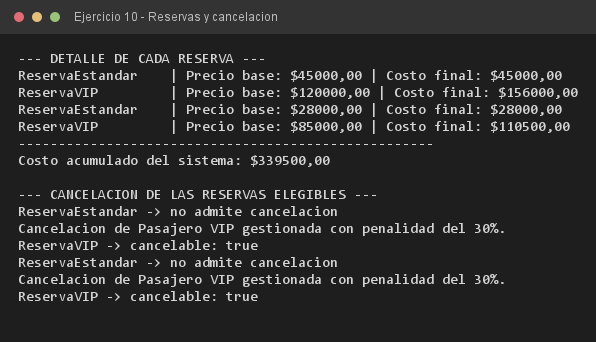 Ejercicio 10 - Reservas y cancelacion
--- DETALLE DE CADA RESERVA ---
ReservaEstandar    | Precio base: $45000,00 | Costo final: $45000,00
ReservaVIP         | Precio base: $120000,00 | Costo final: $156000,00
ReservaEstandar    | Precio base: $28000,00 | Costo final: $28000,00
ReservaVIP         | Precio base: $85000,00 | Costo final: $110500,00
---------------------------------------------------
Costo acumulado del sistema: $339500,00
--- CANCELACION DE LAS RESERVAS ELEGIBLES ---
ReservaEstandar -> no admite cancelacion
Cancelacion de Pasajero VIP gestionada con penalidad del 30%.
ReservaVIP -> cancelable: true
ReservaEstandar -> no admite cancelacion
Cancelacion de Pasajero VIP gestionada con penalidad del 30%.
ReservaVIP -> cancelable: true